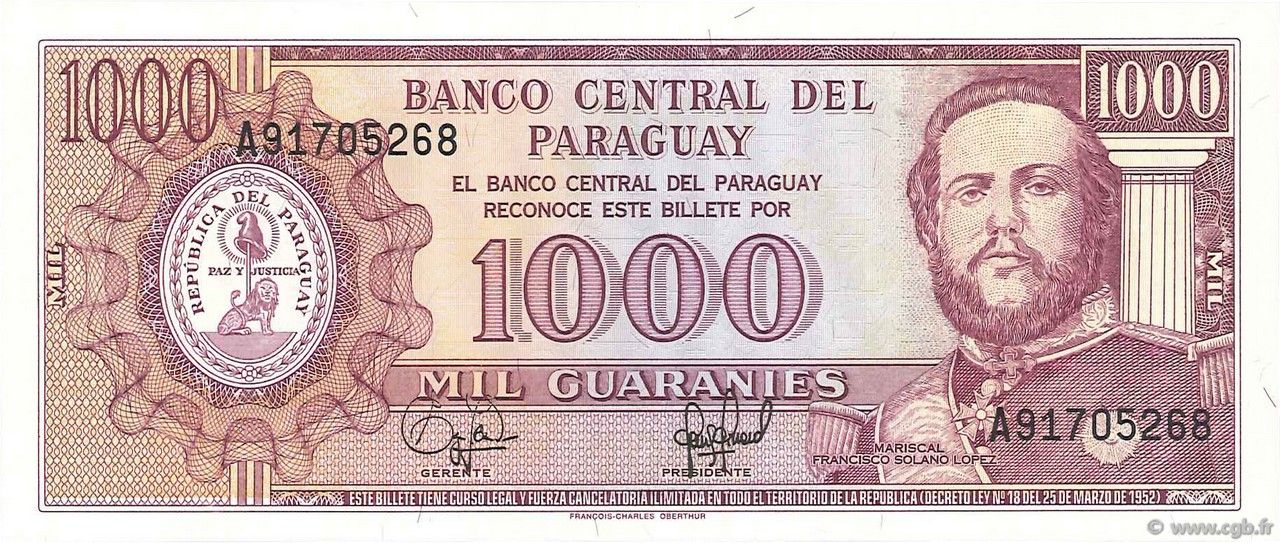 1000
BANCO CENTRAL DEL
PARAGUAY
1000
A91705268
EL BANCO CENTRAL DEL PARAGUAY
RECONOCE ESTE BILLETE POR
REPÚBLICA DEL PARAGUAY
PAZ Y JUSTICIA
1000
MIL
MIL
MIL GUARANIES
GERENTE
PRESIDENTE
MARISCAL
FRANCISCO SOLANO LOPEZ
A91705268
ESTE BILLETE TIENE CURSO LEGAL Y FUERZA CANCELATORIA ILIMITADA EN TODO EL TERRITORIO DE LA REPUBLICA (DECRETO LEY Nº 18 DEL 25 DE MARZO DE 1952)
FRANÇOIS-CHARLES OBERTHUR
© www.cgb.fr